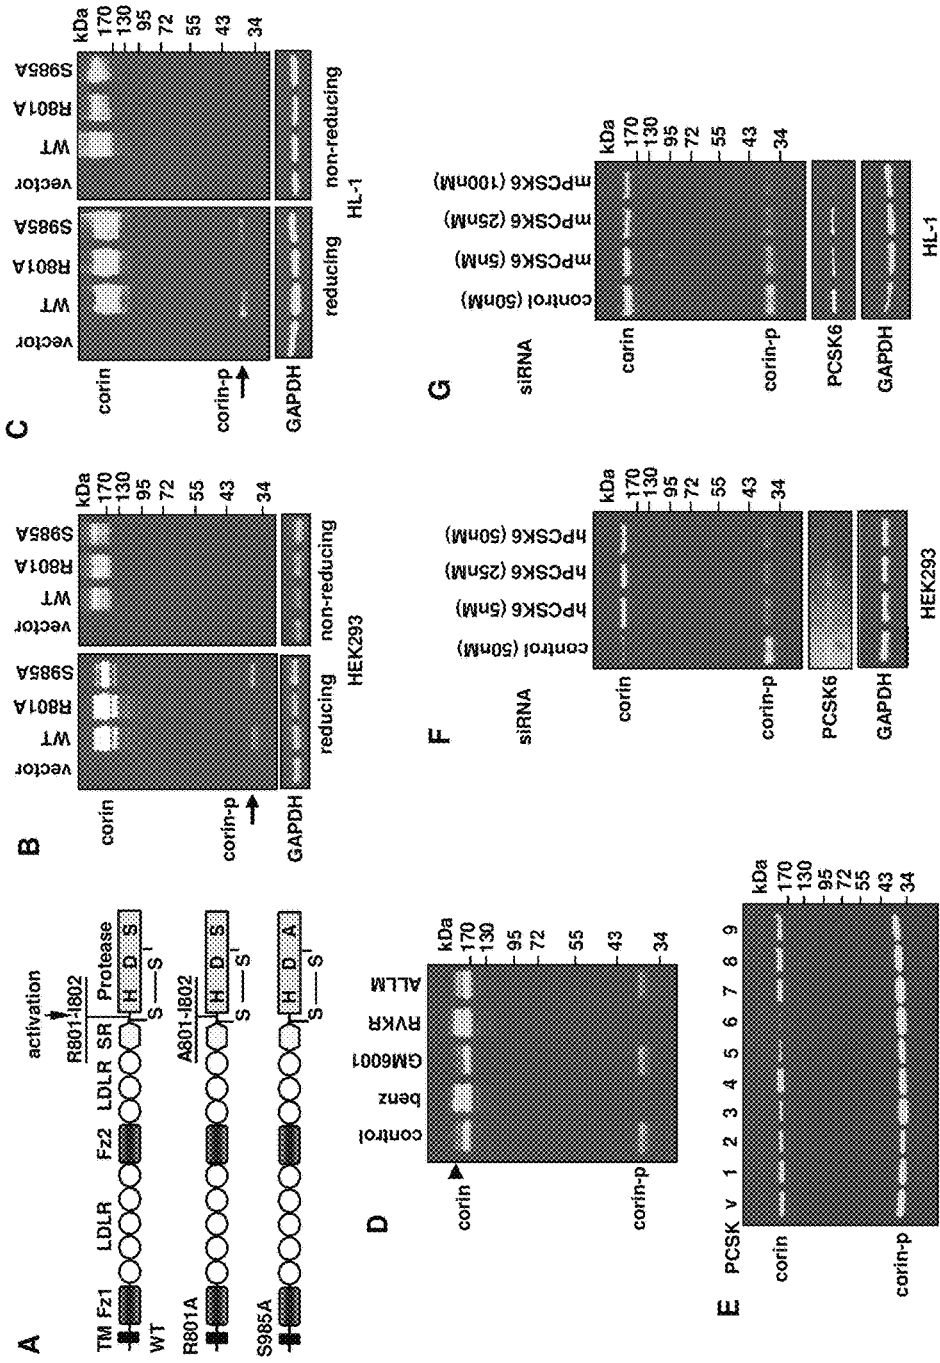 A
activation
R801-I802
TM Fz1 LDLR Fz2 LDLR SR Protease
H D S
S S
WT
R801A
A801-I802
H D S
S S
S985A
H D A
S S
B
vector WT R801A S985A vector WT R801A S985A
kDa
corin
170
130
95
72
55
43
34
corin-p
GAPDH
reducing non-reducing
HEK293
C
vector WT R801A S985A vector WT R801A S985A
kDa
corin
170
130
95
72
55
43
34
corin-p
GAPDH
reducing non-reducing
HL-1
D
control benz GM6001 RVKR ALLM
kDa
corin
170
130
95
72
55
43
34
corin-p
E
PCSK v 1 2 3 4 5 6 7 8 9
kDa
corin
170
130
95
72
55
43
34
corin-p
F
siRNA
control (50nM) hPCSK6 (5nM) hPCSK6 (25nM) hPCSK6 (50nM)
kDa
corin
170
130
95
72
55
43
34
corin-p
PCSK6
GAPDH
HEK293
G
siRNA
control (50nM) mPCSK6 (5nM) mPCSK6 (25nM) mPCSK6 (100nM)
kDa
corin
170
130
95
72
55
43
34
corin-p
PCSK6
GAPDH
HL-1